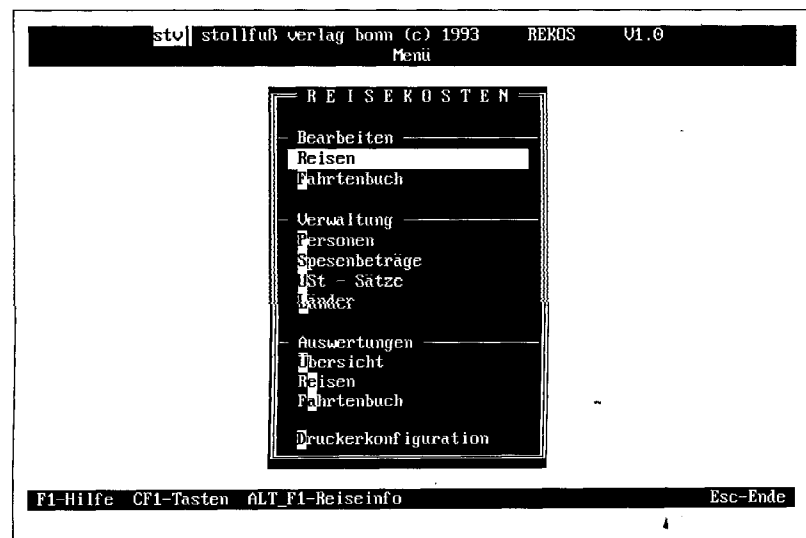 stv stollfuß verlag bonn (c) 1993 REKOS V1.0
Menü
REISEKOSTEN
Bearbeiten
Reisen
Fahrtenbuch
Verwaltung
Personen
Spesenbeträge
USt - Sätze
Länder
Auswertungen
Übersicht
Reisen
Fahrtenbuch
Druckerkonfiguration
F1-Hilfe CF1-Tasten ALT_F1-Reiseinfo Esc-Ende